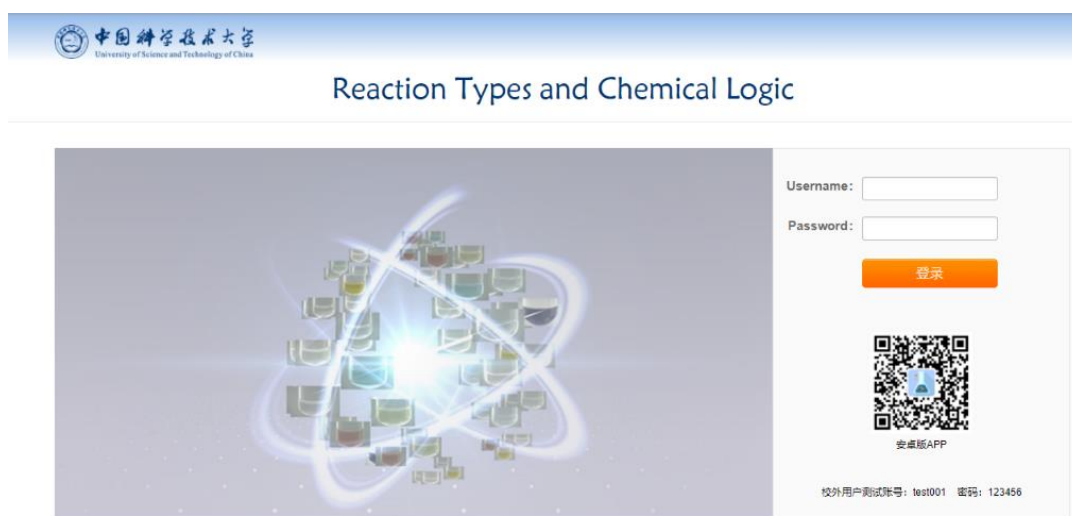 中国科学技术大学
University of Science and Technology of China
Reaction Types and Chemical Logic
Username:
Password:
登录
安卓版APP
校外用户测试账号: test001 密码: 123456